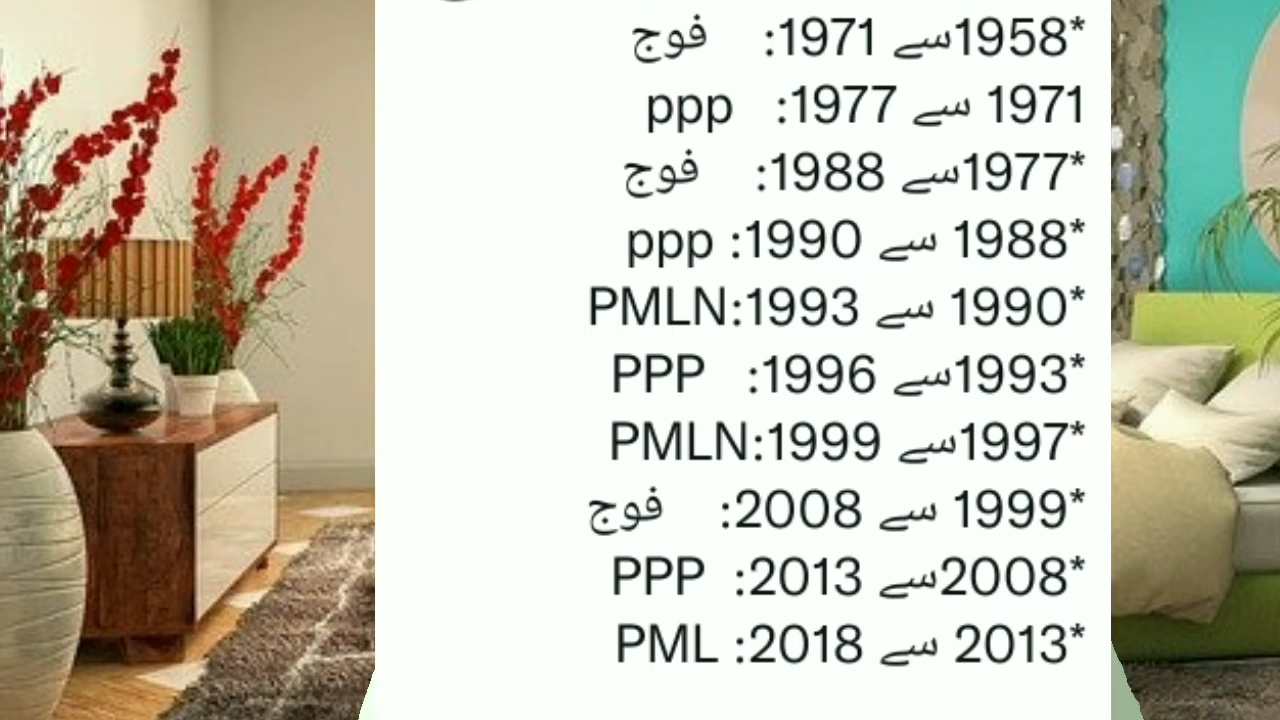 *1958سے 1971: فوج
1971 سے 1977: ppp
*1977سے 1988: فوج
*1988 سے 1990: ppp
*1990 سے 1993:PMLN
*1993سے 1996: PPP
*1997سے 1999:PMLN
*1999 سے 2008: فوج
*2008سے 2013: PPP
*2013 سے 2018: PML